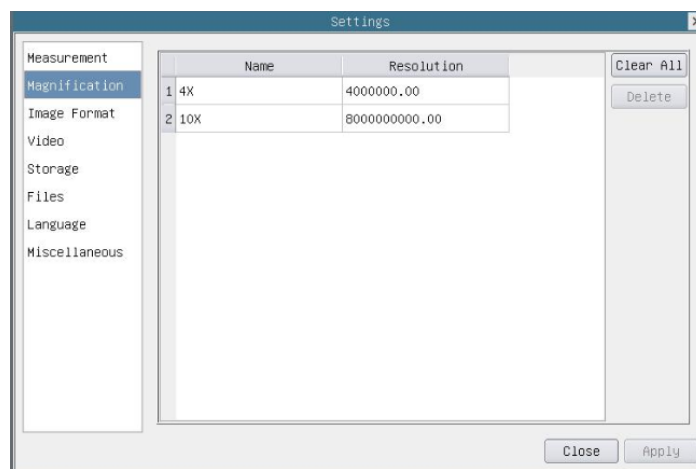 Settings
Measurement
Magnification
Image Format
Video
Storage
Files
Language
Miscellaneous
Name Resolution
1 4X 4000000.00
2 10X 8000000000.00
Clear All
Delete
Close Apply